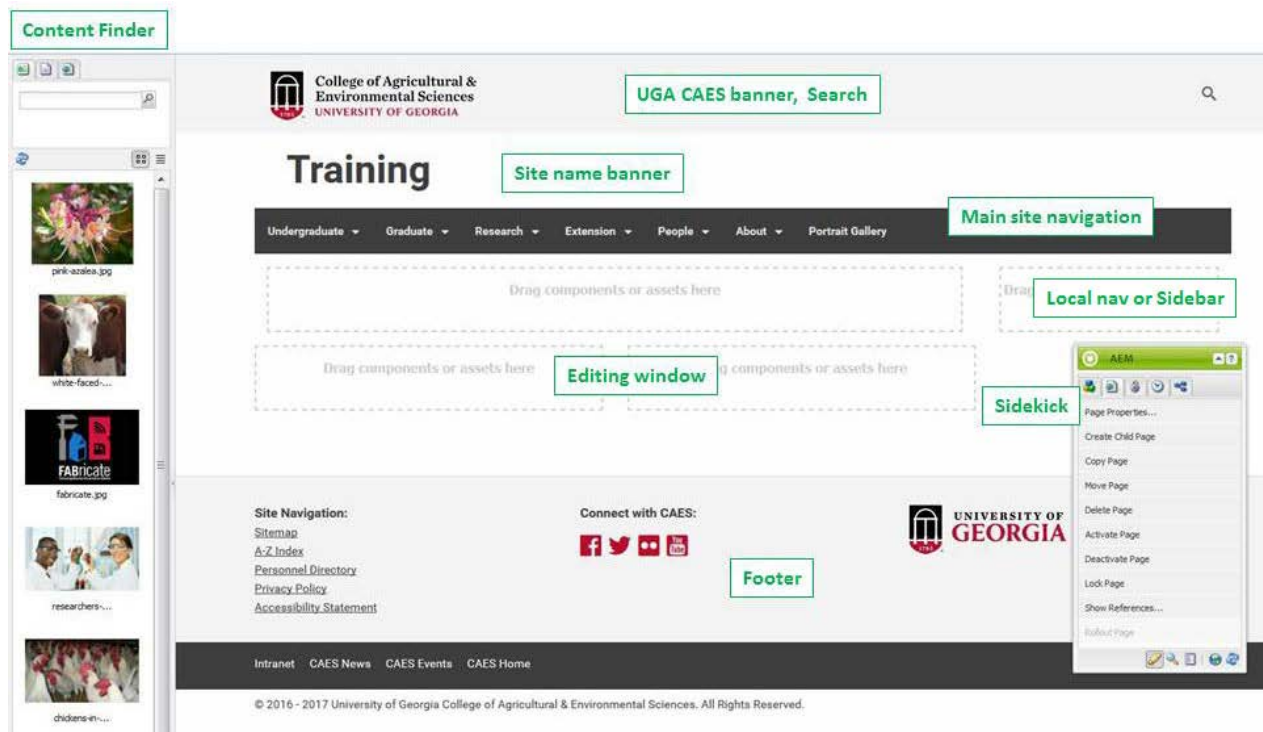 Content Finder
College of Agricultural &
Environmental Sciences
UNIVERSITY OF GEORGIA
UGA CAES banner, Search
Training
Site name banner
Main site navigation
Undergraduate Graduate Research Extension People About Portrait Gallery
Drag components or assets here
Drag
Local nav or Sidebar
Drag components or assets here
Editing window
components or assets here
Sidekick
AEM
Page Properties...
Create Child Page
Copy Page
Move Page
Delete Page
Activate Page
Deactivate Page
Lock Page
Show References...
Rollout Page
pink-azalea.jpg
white-faced-...
FABricate
fabricate.jpg
researchers-...
chickens-in-...
Site Navigation:
Sitemap
A-Z Index
Personnel Directory
Privacy Policy
Accessibility Statement
Connect with CAES:
You
Tube
UNIVERSITY OF
GEORGIA
Footer
Intranet CAES News CAES Events CAES Home
© 2016 - 2017 University of Georgia College of Agricultural & Environmental Sciences. All Rights Reserved.